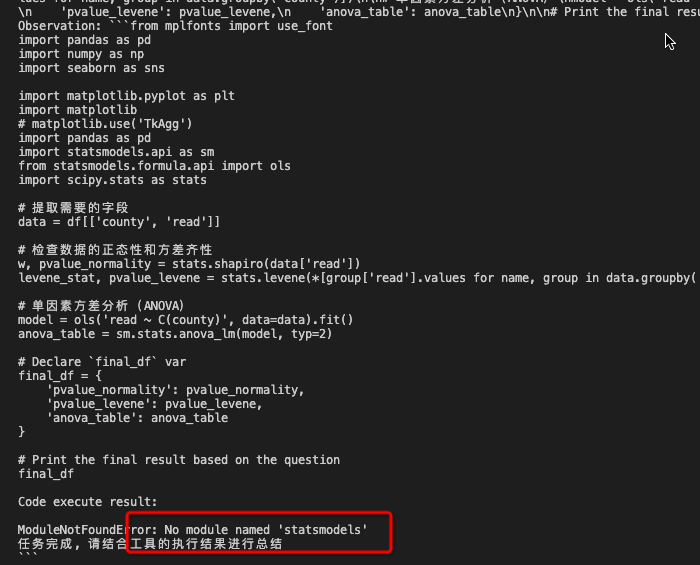 \n    'pvalue_levene': pvalue_levene,\n    'anova_table': anova_table\n}\n\n# Print the final resu
Observation: ```from mplfonts import use_font
import pandas as pd
import numpy as np
import seaborn as sns
import matplotlib.pyplot as plt
import matplotlib
# matplotlib.use('TkAgg')
import pandas as pd
import statsmodels.api as sm
from statsmodels.formula.api import ols
import scipy.stats as stats
# 提取需要的字段
data = df[['county', 'read']]
# 检查数据的正态性和方差齐性
w, pvalue_normality = stats.shapiro(data['read'])
levene_stat, pvalue_levene = stats.levene(*[group['read'].values for name, group in data.groupby(
# 单因素方差分析 (ANOVA)
model = ols('read ~ C(county)', data=data).fit()
anova_table = sm.stats.anova_lm(model, typ=2)
# Declare `final_df` var
final_df = {
    'pvalue_normality': pvalue_normality,
    'pvalue_levene': pvalue_levene,
    'anova_table': anova_table
}
# Print the final result based on the question
final_df
Code execute result:
ModuleNotFoundError: No module named 'statsmodels'
任务完成, 请结合工具的执行结果进行总结
```